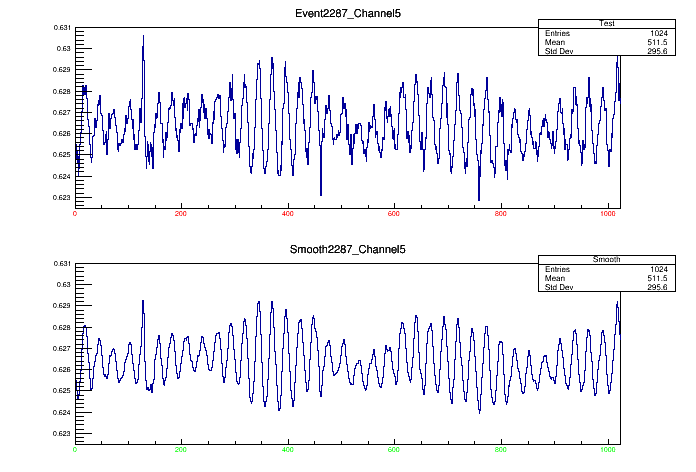 Event2287_Channel5
Test
Entries 1024
Mean 511.5
Std Dev 295.6
0.631
0.63
0.629
0.628
0.627
0.626
0.625
0.624
0.623
0 200 400 600 800 1000
Smooth2287_Channel5
Smooth
Entries 1024
Mean 511.5
Std Dev 295.6
0.631
0.63
0.629
0.628
0.627
0.626
0.625
0.624
0.623
0 200 400 600 800 1000